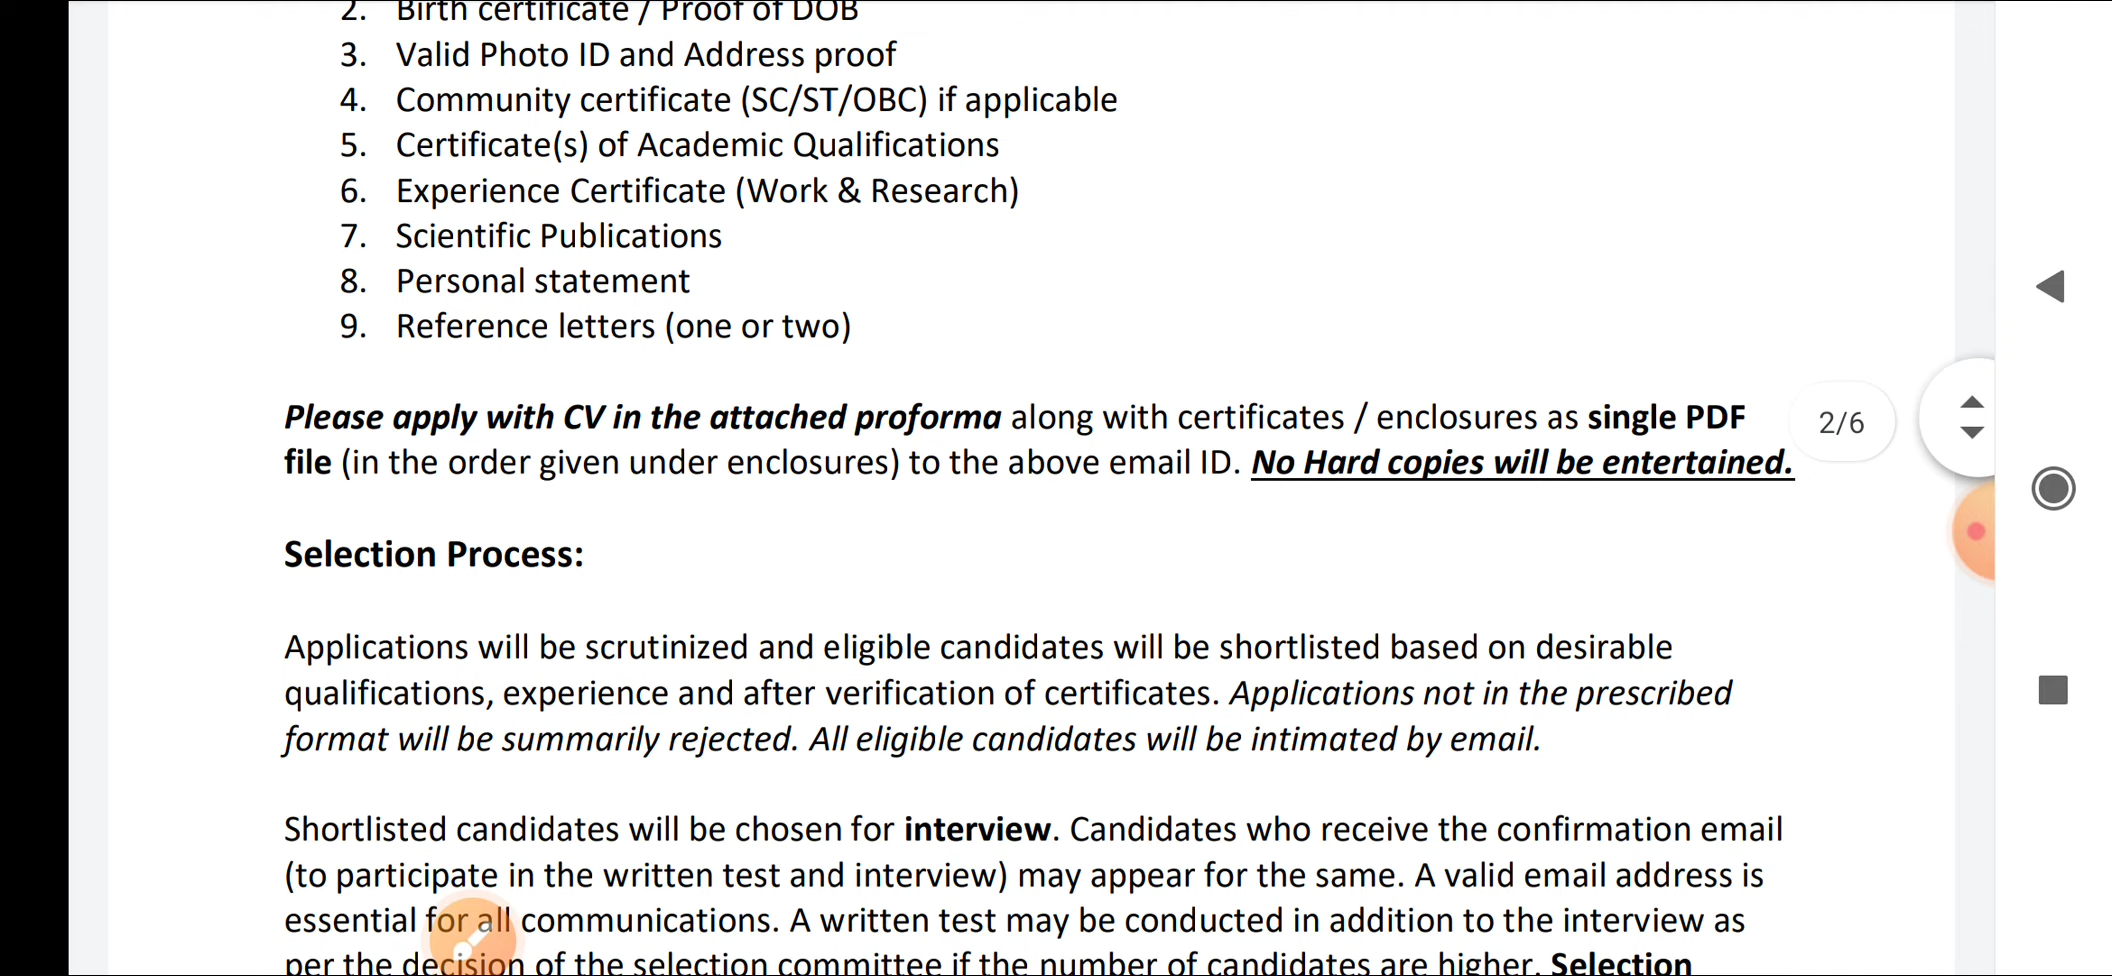 2. Birth certificate / Proof of DOB
3. Valid Photo ID and Address proof
4. Community certificate (SC/ST/OBC) if applicable
5. Certificate(s) of Academic Qualifications
6. Experience Certificate (Work & Research)
7. Scientific Publications
8. Personal statement
9. Reference letters (one or two)
Please apply with CV in the attached proforma along with certificates / enclosures as single PDF
file (in the order given under enclosures) to the above email ID. No Hard copies will be entertained.
2/6
Selection Process:
Applications will be scrutinized and eligible candidates will be shortlisted based on desirable
qualifications, experience and after verification of certificates. Applications not in the prescribed
format will be summarily rejected. All eligible candidates will be intimated by email.
Shortlisted candidates will be chosen for interview. Candidates who receive the confirmation email
(to participate in the written test and interview) may appear for the same. A valid email address is
essential for all communications. A written test may be conducted in addition to the interview as
per the decision of the selection committee if the number of candidates are higher. Selection